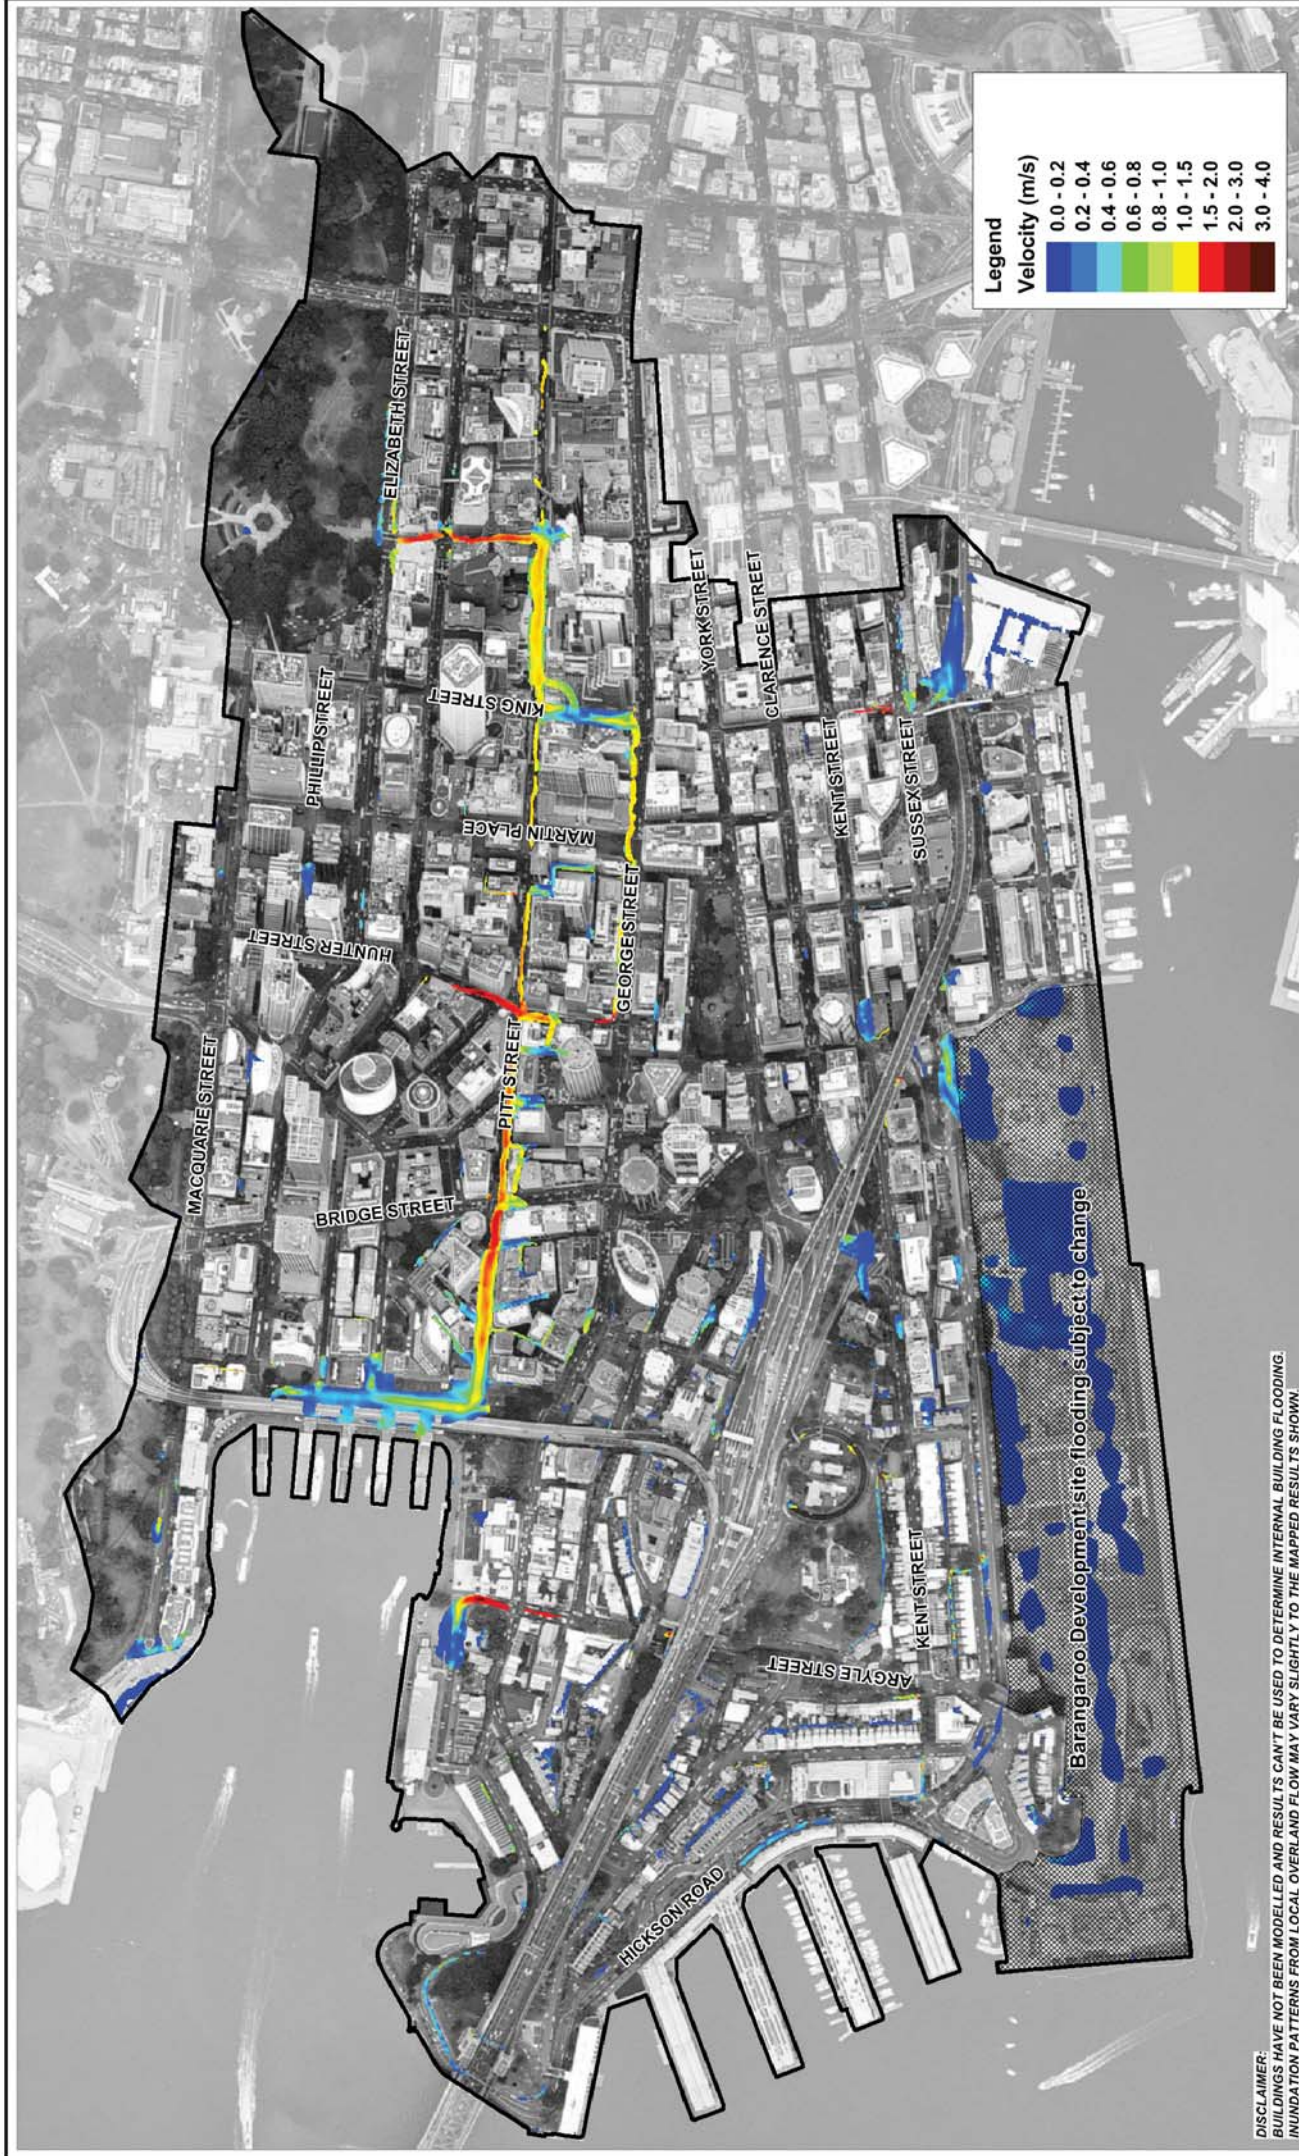 Legend
Velocity (m/s)
0.0 - 0.2
0.2 - 0.4
0.4 - 0.6
0.6 - 0.8
0.8 - 1.0
1.0 - 1.5
1.5 - 2.0
2.0 - 3.0
3.0 - 4.0
ELIZABETH STREET
PHILLIP STREET
KING STREET
YORK STREET
CLARENCE STREET
KENT STREET
SUSSEX STREET
MARTIN PLACE
HUNTER STREET
GEORGE STREET
MACQUARIE STREET
PITT STREET
BRIDGE STREET
KENT STREET
ARGYLE STREET
HICKSON ROAD
Barangaroo Development site flooding subject to change
DISCLAIMER:
BUILDINGS HAVE NOT BEEN MODELLED AND RESULTS CAN'T BE USED TO DETERMINE INTERNAL BUILDING FLOODING.
INUNDATION PATTERNS FROM LOCAL OVERLAND FLOW MAY VARY SLIGHTLY TO THE MAPPED RESULTS SHOWN.